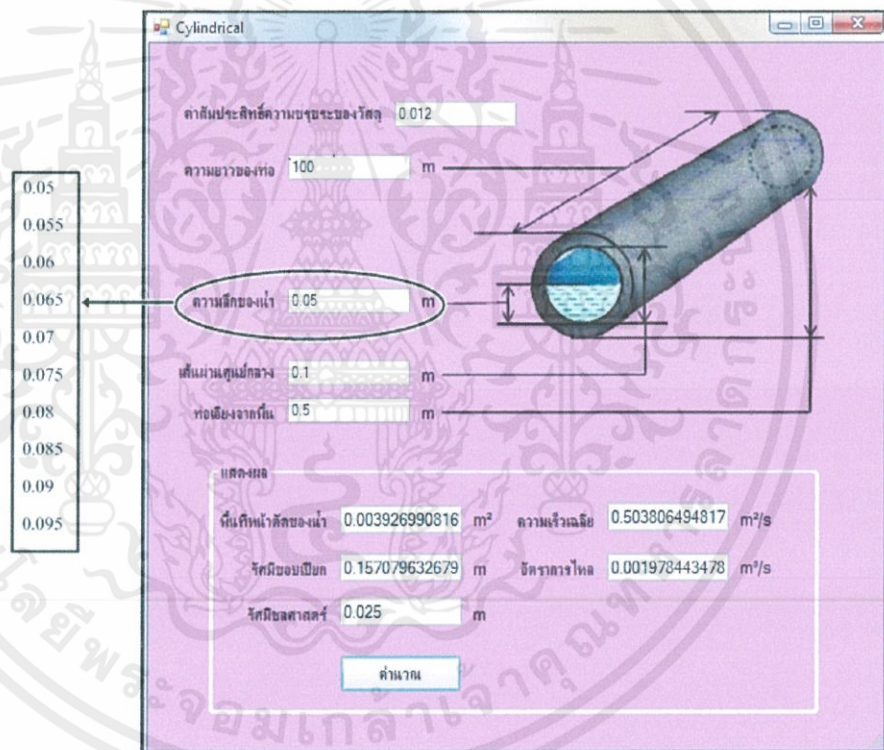 Cylindrical
ค่าสัมประสิทธิ์ความขรุขระของวัสดุ 0.012
ความยาวของท่อ 100 m
0.05
0.055
0.06
0.065
0.07
0.075
0.08
0.085
0.09
0.095
ความลึกของน้ำ 0.05 m
เส้นผ่านศูนย์กลาง 0.1 m
ท่อเอียงจากพื้น 0.5 m
แสดงผล
พื้นที่หน้าตัดของน้ำ 0.003926990816 m² ความเร็วเฉลี่ย 0.503806494817 m²/s
รัศมีขอบเปียก 0.157079632679 m อัตราการไหล 0.001978443478 m³/s
รัศมีชลศาสตร์ 0.025 m
คำนวณ